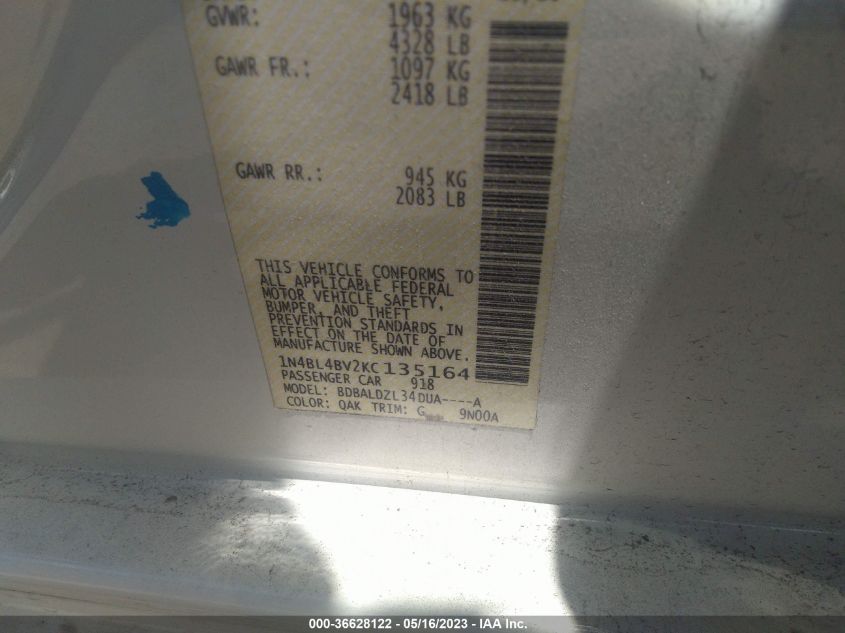 GVWR: 1963 KG
4328 LB
GAWR FR.: 1097 KG
2418 LB
GAWR RR.: 945 KG
2083 LB
THIS VEHICLE CONFORMS TO
ALL APPLICABLE FEDERAL
MOTOR VEHICLE SAFETY,
BUMPER, AND THEFT
PREVENTION STANDARDS IN
EFFECT ON THE DATE OF
MANUFACTURE SHOWN ABOVE.
1N4BL4BV2KC135164
PASSENGER CAR 918
MODEL: BDBALDZL34DUA----A
COLOR: QAK TRIM: G 9N00A
000-36628122 - 05/16/2023 - IAA Inc.